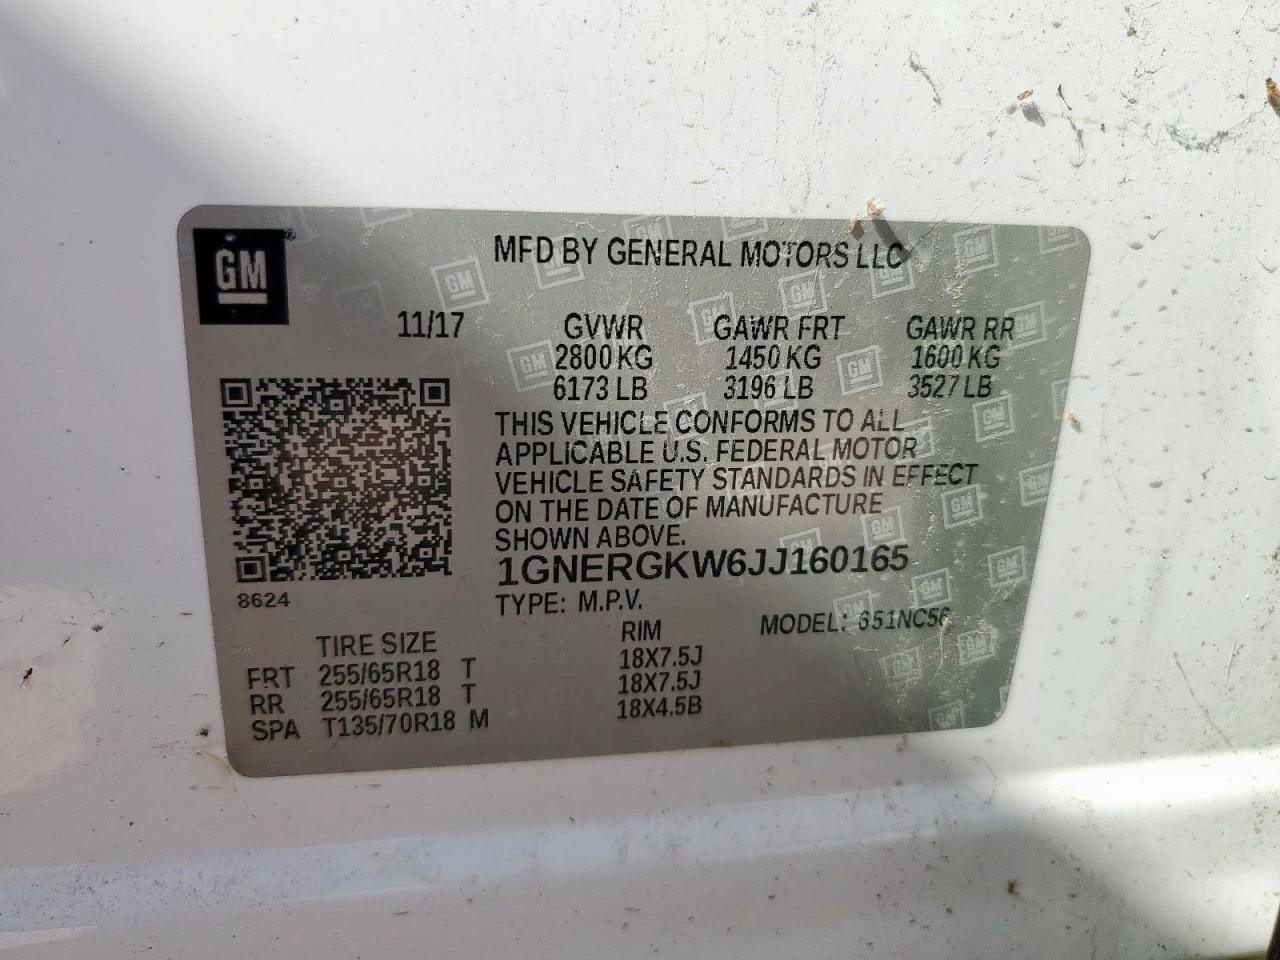 GM
MFD BY GENERAL MOTORS LLC
11/17 GVWR GAWR FRT GAWR RR
2800 KG 1450 KG 1600 KG
6173 LB 3196 LB 3527 LB
THIS VEHICLE CONFORMS TO ALL
APPLICABLE U.S. FEDERAL MOTOR
VEHICLE SAFETY STANDARDS IN EFFECT
ON THE DATE OF MANUFACTURE
SHOWN ABOVE.
1GNERGKW6JJ160165
8624
TYPE: M.P.V.
MODEL: 651NC56
TIRE SIZE RIM
FRT 255/65R18 T 18X7.5J
RR 255/65R18 T 18X7.5J
SPA T135/70R18 M 18X4.5B